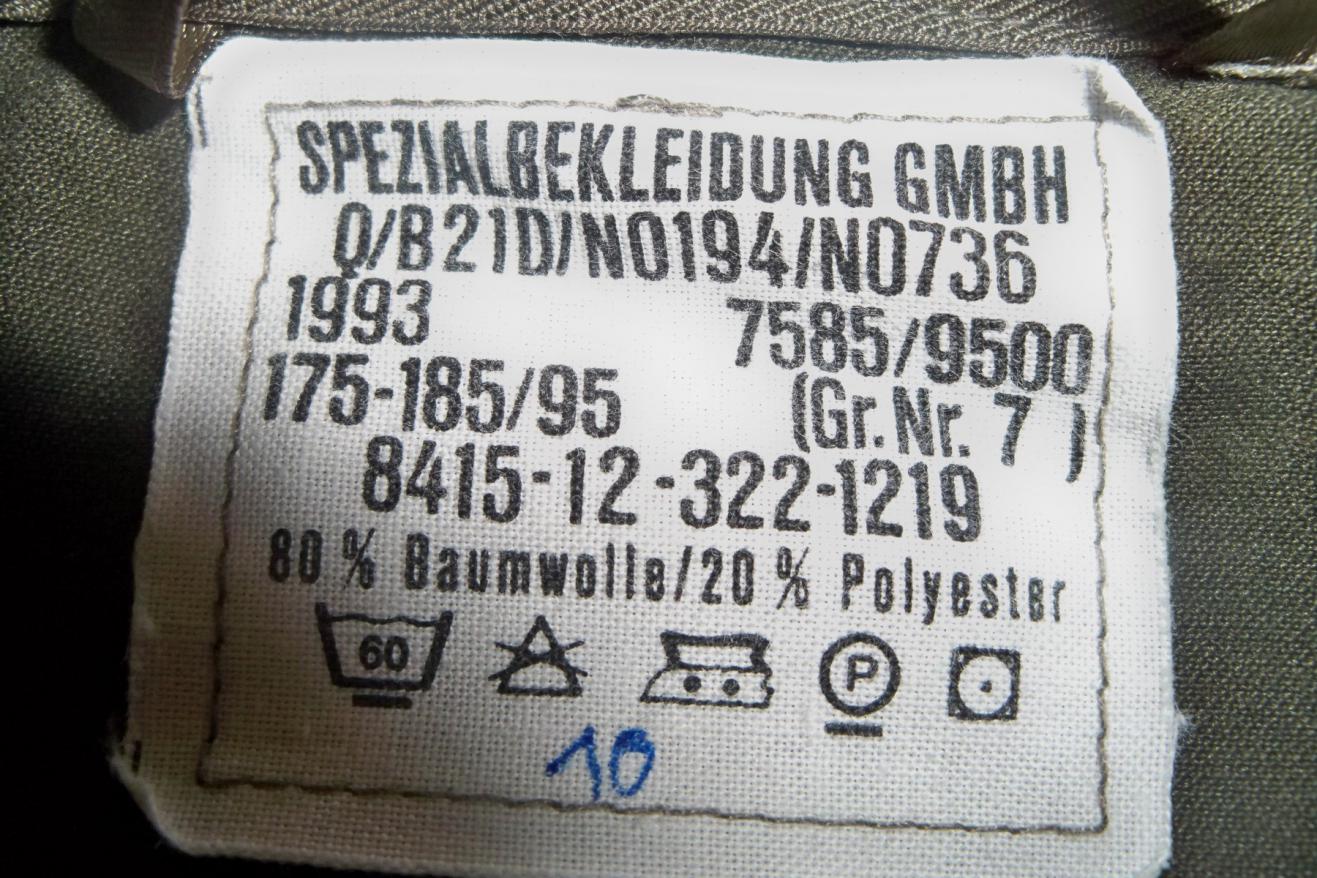 SPEZIALBEKLEIDUNG GMBH
Q/B21D/N0194/N0736
1993 7585/9500
175-185/95 (Gr.Nr. 7 )
8415-12-322-1219
80 % Baumwolle/20 % Polyester
60 P
10